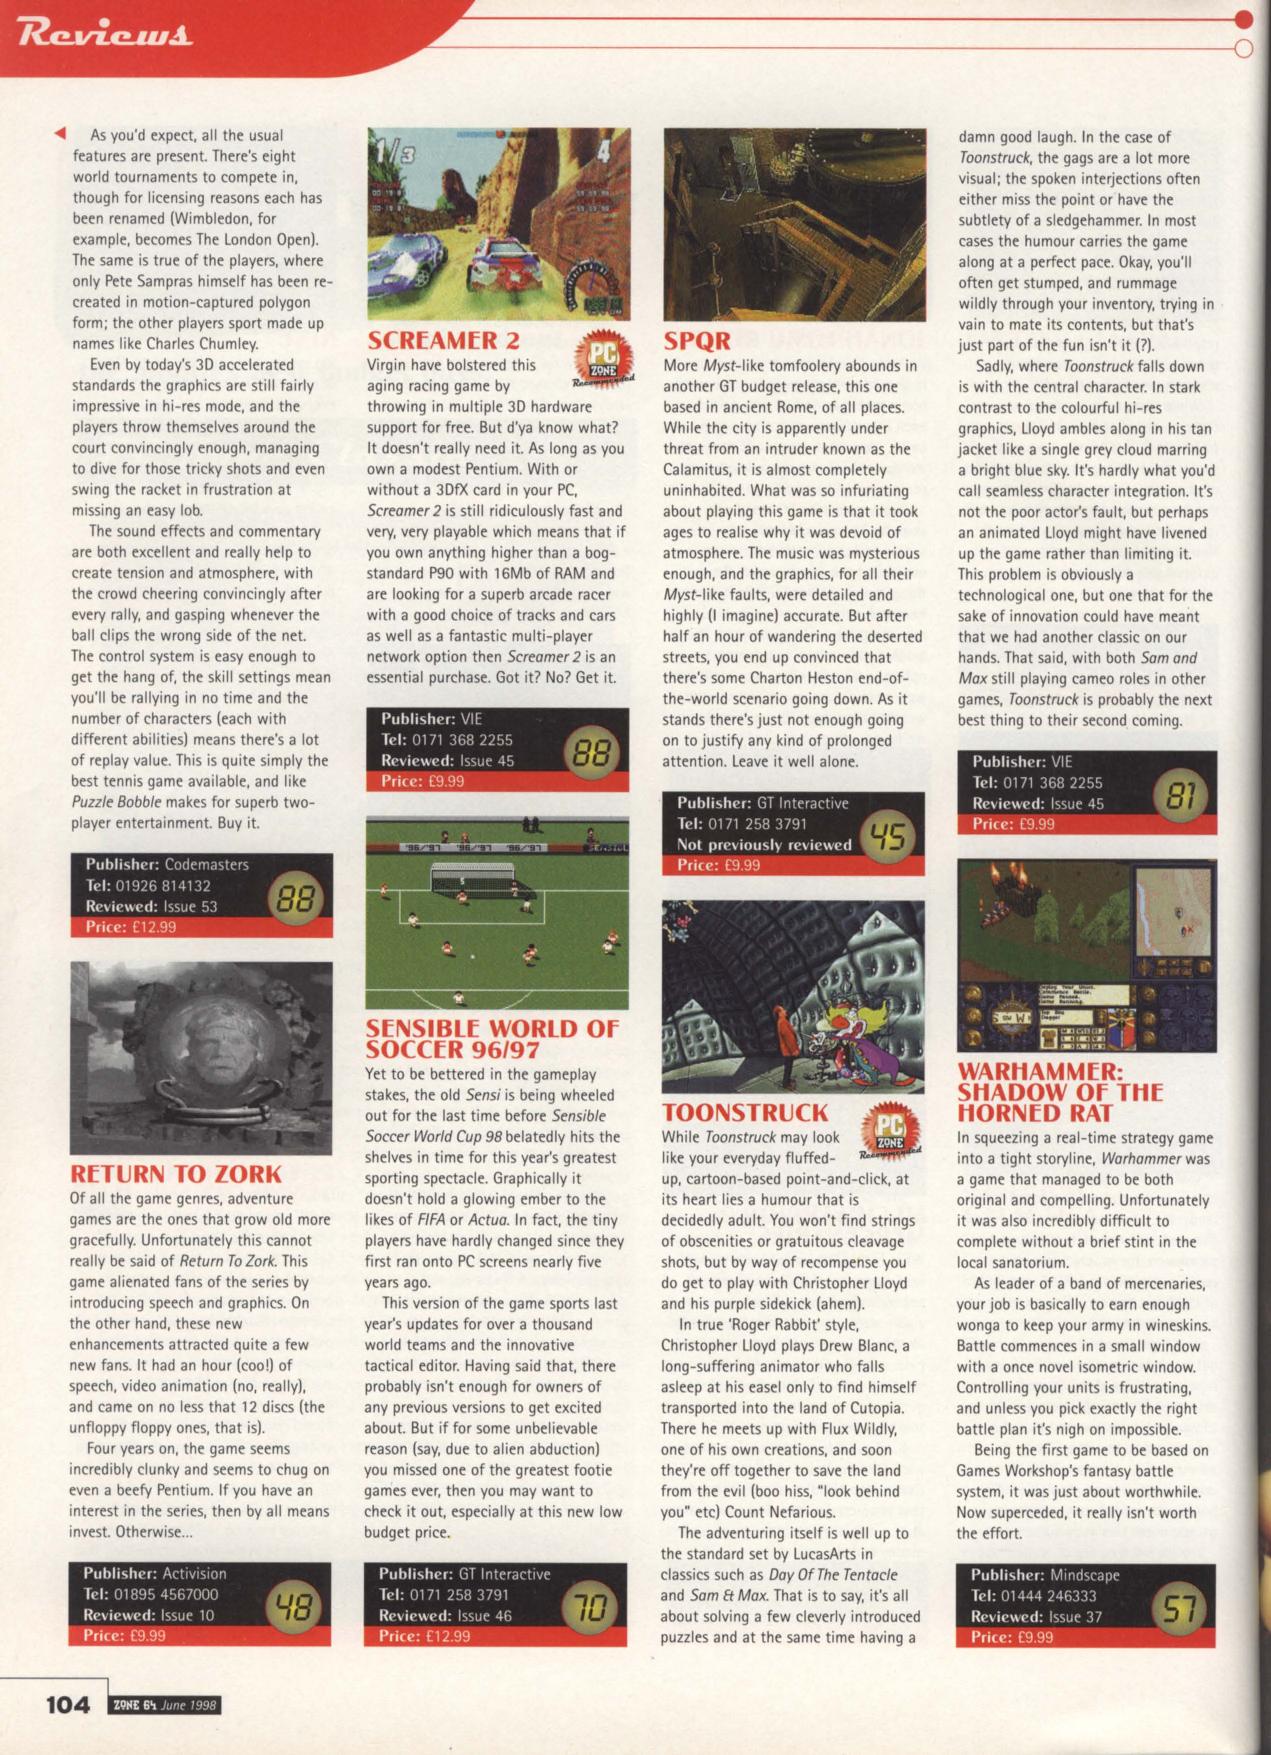 Reviews
As you'd expect, all the usual
features are present. There's eight
world tournaments to compete in,
though for licensing reasons each has
been renamed (Wimbledon, for
example, becomes The London Open).
The same is true of the players, where
only Pete Sampras himself has been re-
created in motion-captured polygon
form; the other players sport made up
names like Charles Chumley.
Even by today's 3D accelerated
standards the graphics are still fairly
impressive in hi-res mode, and the
players throw themselves around the
court convincingly enough, managing
to dive for those tricky shots and even
swing the racket in frustration at
missing an easy lob.
The sound effects and commentary
are both excellent and really help to
create tension and atmosphere, with
the crowd cheering convincingly after
every rally, and gasping whenever the
ball clips the wrong side of the net.
The control system is easy enough to
get the hang of, the skill settings mean
you'll be rallying in no time and the
number of characters (each with
different abilities) means there's a lot
of replay value. This is quite simply the
best tennis game available, and like
Puzzle Bobble makes for superb two-
player entertainment. Buy it.
Publisher: Codemasters
Tel: 01926 814132
Reviewed: Issue 53
Price: £12.99
88
RETURN TO ZORK
Of all the game genres, adventure
games are the ones that grow old more
gracefully. Unfortunately this cannot
really be said of Return To Zork. This
game alienated fans of the series by
introducing speech and graphics. On
the other hand, these new
enhancements attracted quite a few
new fans. It had an hour (coo!) of
speech, video animation (no, really),
and came on no less that 12 discs (the
unfloppy floppy ones, that is).
Four years on, the game seems
incredibly clunky and seems to chug on
even a beefy Pentium. If you have an
interest in the series, then by all means
invest. Otherwise...
Publisher: Activision
Tel: 01895 4567000
Reviewed: Issue 10
Price: £9.99
48
1/3
4
SCREAMER 2
PC
ZONE
Recommended
Virgin have bolstered this
aging racing game by
throwing in multiple 3D hardware
support for free. But d'ya know what?
It doesn't really need it. As long as you
own a modest Pentium. With or
without a 3DfX card in your PC,
Screamer 2 is still ridiculously fast and
very, very playable which means that if
you own anything higher than a bog-
standard P90 with 16Mb of RAM and
are looking for a superb arcade racer
with a good choice of tracks and cars
as well as a fantastic multi-player
network option then Screamer 2 is an
essential purchase. Got it? No? Get it.
Publisher: VIE
Tel: 0171 368 2255
Reviewed: Issue 45
Price: £9.99
88
'96/'97 '96/'97 '96/'97 SENSIBL
SENSIBLE WORLD OF
SOCCER 96/97
Yet to be bettered in the gameplay
stakes, the old Sensi is being wheeled
out for the last time before Sensible
Soccer World Cup 98 belatedly hits the
shelves in time for this year's greatest
sporting spectacle. Graphically it
doesn't hold a glowing ember to the
likes of FIFA or Actua. In fact, the tiny
players have hardly changed since they
first ran onto PC screens nearly five
years ago.
This version of the game sports last
year's updates for over a thousand
world teams and the innovative
tactical editor. Having said that, there
probably isn't enough for owners of
any previous versions to get excited
about. But if for some unbelievable
reason (say, due to alien abduction)
you missed one of the greatest footie
games ever, then you may want to
check it out, especially at this new low
budget price.
Publisher: GT Interactive
Tel: 0171 258 3791
Reviewed: Issue 46
Price: £12.99
70
SPQR
More Myst-like tomfoolery abounds in
another GT budget release, this one
based in ancient Rome, of all places.
While the city is apparently under
threat from an intruder known as the
Calamitus, it is almost completely
uninhabited. What was so infuriating
about playing this game is that it took
ages to realise why it was devoid of
atmosphere. The music was mysterious
enough, and the graphics, for all their
Myst-like faults, were detailed and
highly (I imagine) accurate. But after
half an hour of wandering the deserted
streets, you end up convinced that
there's some Charton Heston end-of-
the-world scenario going down. As it
stands there's just not enough going
on to justify any kind of prolonged
attention. Leave it well alone.
Publisher: GT Interactive
Tel: 0171 258 3791
Not previously reviewed
Price: £9.99
45
TOONSTRUCK
PC
ZONE
Recommended
While Toonstruck may look
like your everyday fluffed-
up, cartoon-based point-and-click, at
its heart lies a humour that is
decidedly adult. You won't find strings
of obscenities or gratuitous cleavage
shots, but by way of recompense you
do get to play with Christopher Lloyd
and his purple sidekick (ahem).
In true 'Roger Rabbit' style,
Christopher Lloyd plays Drew Blanc, a
long-suffering animator who falls
asleep at his easel only to find himself
transported into the land of Cutopia.
There he meets up with Flux Wildly,
one of his own creations, and soon
they're off together to save the land
from the evil (boo hiss, "look behind
you" etc) Count Nefarious.
The adventuring itself is well up to
the standard set by LucasArts in
classics such as Day Of The Tentacle
and Sam & Max. That is to say, it's all
about solving a few cleverly introduced
puzzles and at the same time having a
damn good laugh. In the case of
Toonstruck, the gags are a lot more
visual; the spoken interjections often
either miss the point or have the
subtlety of a sledgehammer. In most
cases the humour carries the game
along at a perfect pace. Okay, you'll
often get stumped, and rummage
wildly through your inventory, trying in
vain to mate its contents, but that's
just part of the fun isn't it (?).
Sadly, where Toonstruck falls down
is with the central character. In stark
contrast to the colourful hi-res
graphics, Lloyd ambles along in his tan
jacket like a single grey cloud marring
a bright blue sky. It's hardly what you'd
call seamless character integration. It's
not the poor actor's fault, but perhaps
an animated Lloyd might have livened
up the game rather than limiting it.
This problem is obviously a
technological one, but one that for the
sake of innovation could have meant
that we had another classic on our
hands. That said, with both Sam and
Max still playing cameo roles in other
games, Toonstruck is probably the next
best thing to their second coming.
Publisher: VIE
Tel: 0171 368 2255
Reviewed: Issue 45
Price: £9.99
81
WARHAMMER:
SHADOW OF THE
HORNED RAT
In squeezing a real-time strategy game
into a tight storyline, Warhammer was
a game that managed to be both
original and compelling. Unfortunately
it was also incredibly difficult to
complete without a brief stint in the
local sanatorium.
As leader of a band of mercenaries,
your job is basically to earn enough
wonga to keep your army in wineskins.
Battle commences in a small window
with a once novel isometric window.
Controlling your units is frustrating,
and unless you pick exactly the right
battle plan it's nigh on impossible.
Being the first game to be based on
Games Workshop's fantasy battle
system, it was just about worthwhile.
Now superceded, it really isn't worth
the effort.
Publisher: Mindscape
Tel: 01444 246333
Reviewed: Issue 37
Price: £9.99
57
104 ZONE 64 June 1998